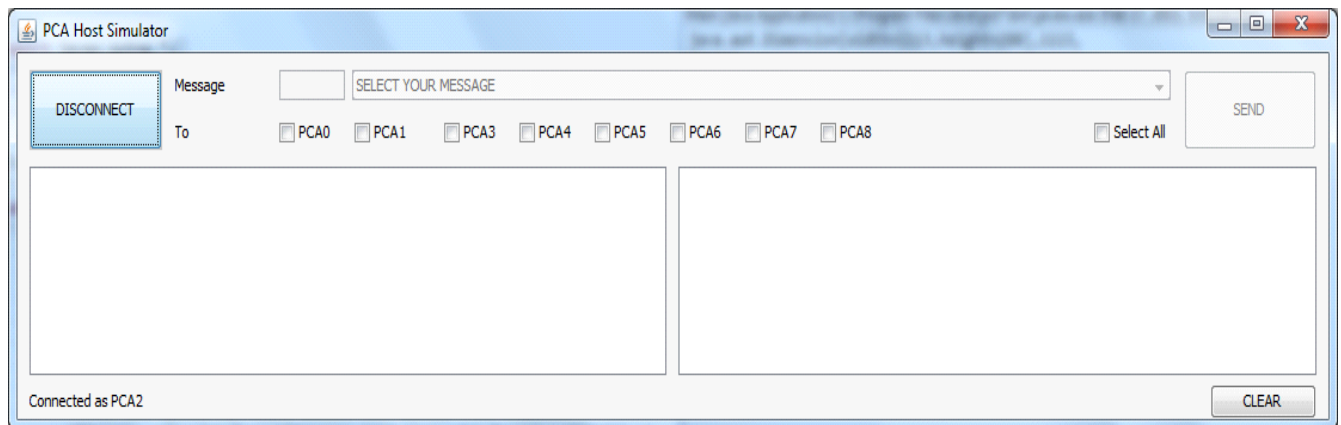 PCA Host Simulator
DISCONNECT
Message SELECT YOUR MESSAGE
To PCA0 PCA1 PCA3 PCA4 PCA5 PCA6 PCA7 PCA8 Select All
SEND
Connected as PCA2
CLEAR